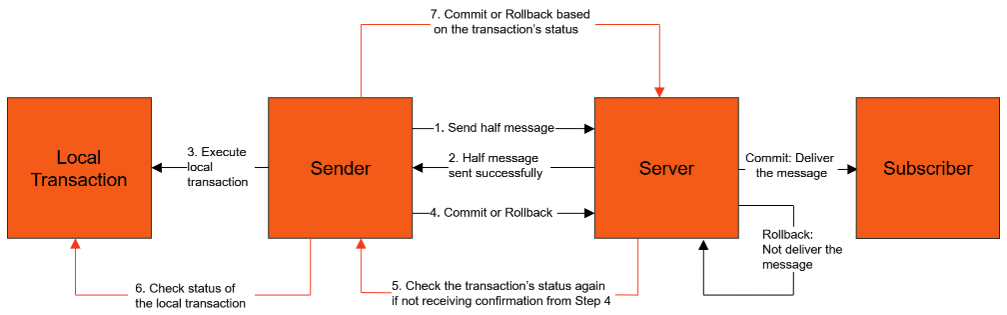 7. Commit or Rollback based
on the transaction's status
Local
Transaction
3. Execute
local
transaction
Sender
1. Send half message
2. Half message
sent successfully
4. Commit or Rollback
Server
Commit: Deliver
the message
Subscriber
Rollback:
Not deliver the
message
6. Check status of
the local transaction
5. Check the transaction's status again
if not receiving confirmation from Step 4